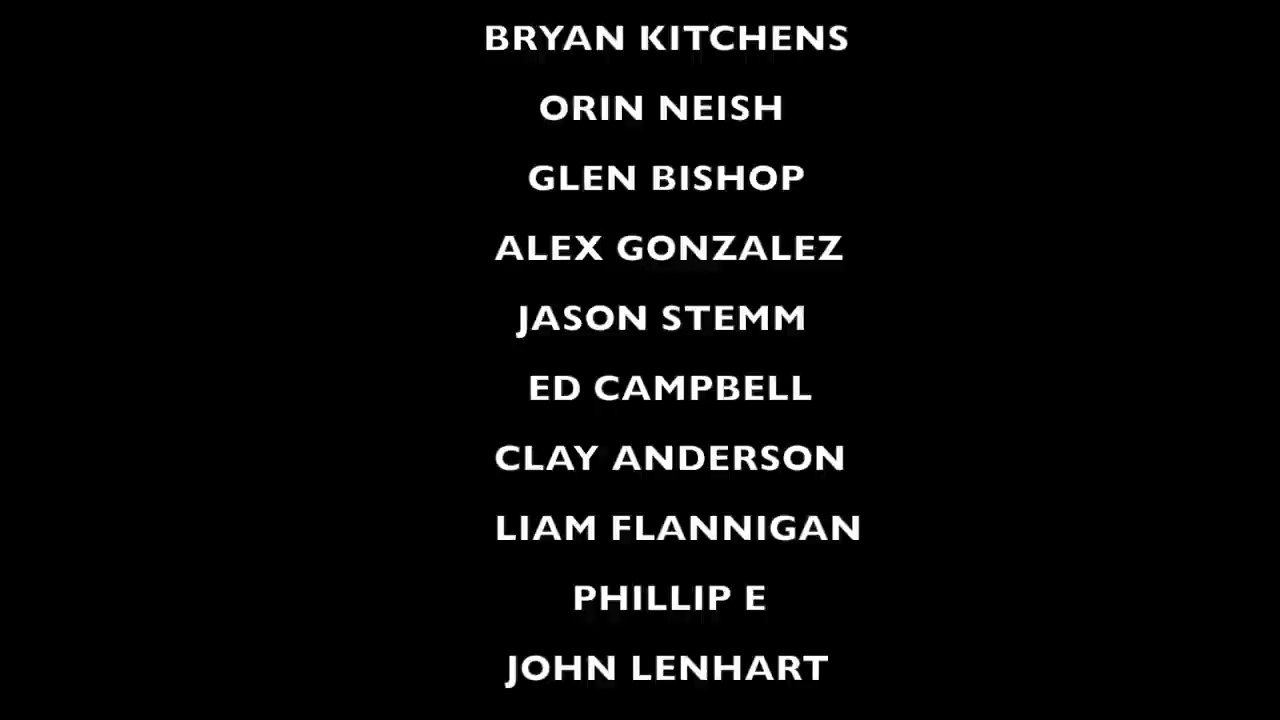 BRYAN KITCHENS
ORIN NEISH
GLEN BISHOP
ALEX GONZALEZ
JASON STEMM
ED CAMPBELL
CLAY ANDERSON
LIAM FLANNIGAN
PHILLIP E
JOHN LENHART